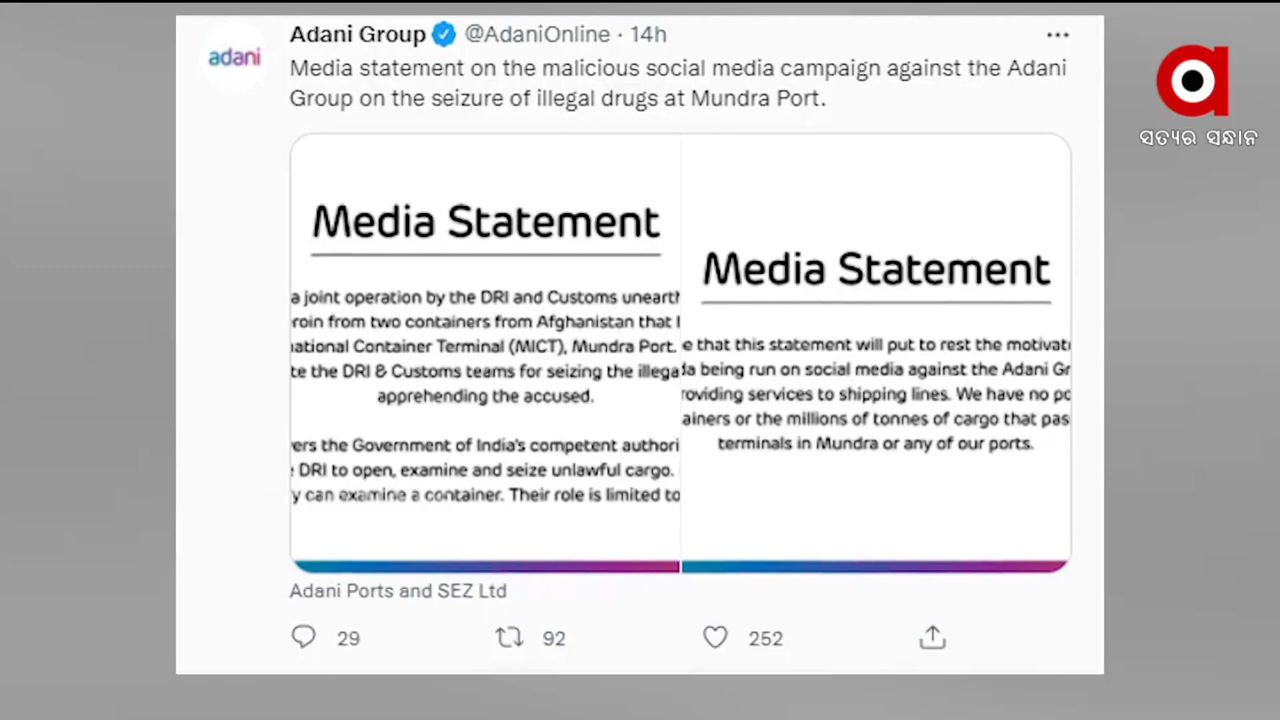 Adani Group @AdaniOnline · 14h
adani
Media statement on the malicious social media campaign against the Adani
Group on the seizure of illegal drugs at Mundra Port.
ସତ୍ୟର ସନ୍ଧାନ
Media Statement
a joint operation by the DRI and Customs unearth
roin from two containers from Afghanistan that
ational Container Terminal (MICT), Mundra Port.
te the DRI & Customs teams for seizing the illega
apprehending the accused.
ers the Government of India's competent authori
DRI to open, examine and seize unlawful cargo.
y can examine a container. Their role is limited to
Media Statement
e that this statement will put to rest the motivat
da being run on social media against the Adani Gr
roviding services to shipping lines. We have no po
ainers or the millions of tonnes of cargo that pas
terminals in Mundra or any of our ports.
Adani Ports and SEZ Ltd
29 92 252